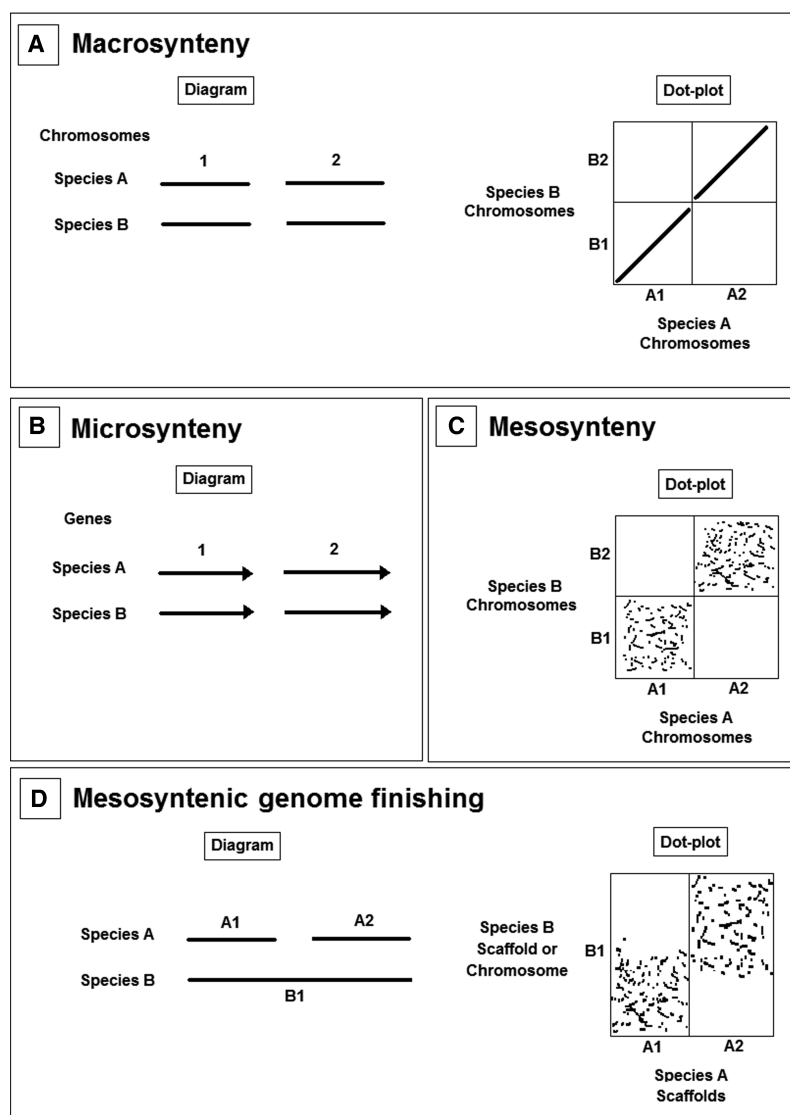 A Macrosynteny
Diagram
Dot-plot
Chromosomes
1 2
Species A
Species B
Species B
Chromosomes
B2
B1
A1 A2
Species A
Chromosomes
B Microsynteny
Diagram
Genes
1 2
Species A
Species B
C Mesosynteny
Dot-plot
Species B
Chromosomes
B2
B1
A1 A2
Species A
Chromosomes
D Mesosyntenic genome finishing
Diagram
Dot-plot
Species A
A1 A2
Species B
B1
Species B
Scaffold or
Chromosome
B1
A1 A2
Species A
Scaffolds